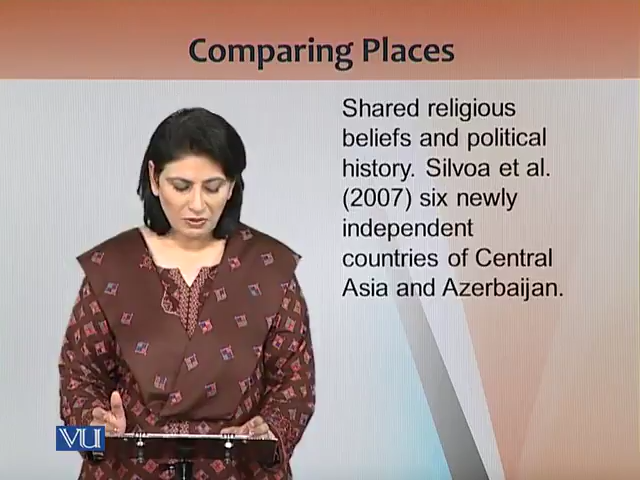 Comparing Places
Shared religious
beliefs and political
history. Silvoa et al.
(2007) six newly
independent
countries of Central
Asia and Azerbaijan.
VU